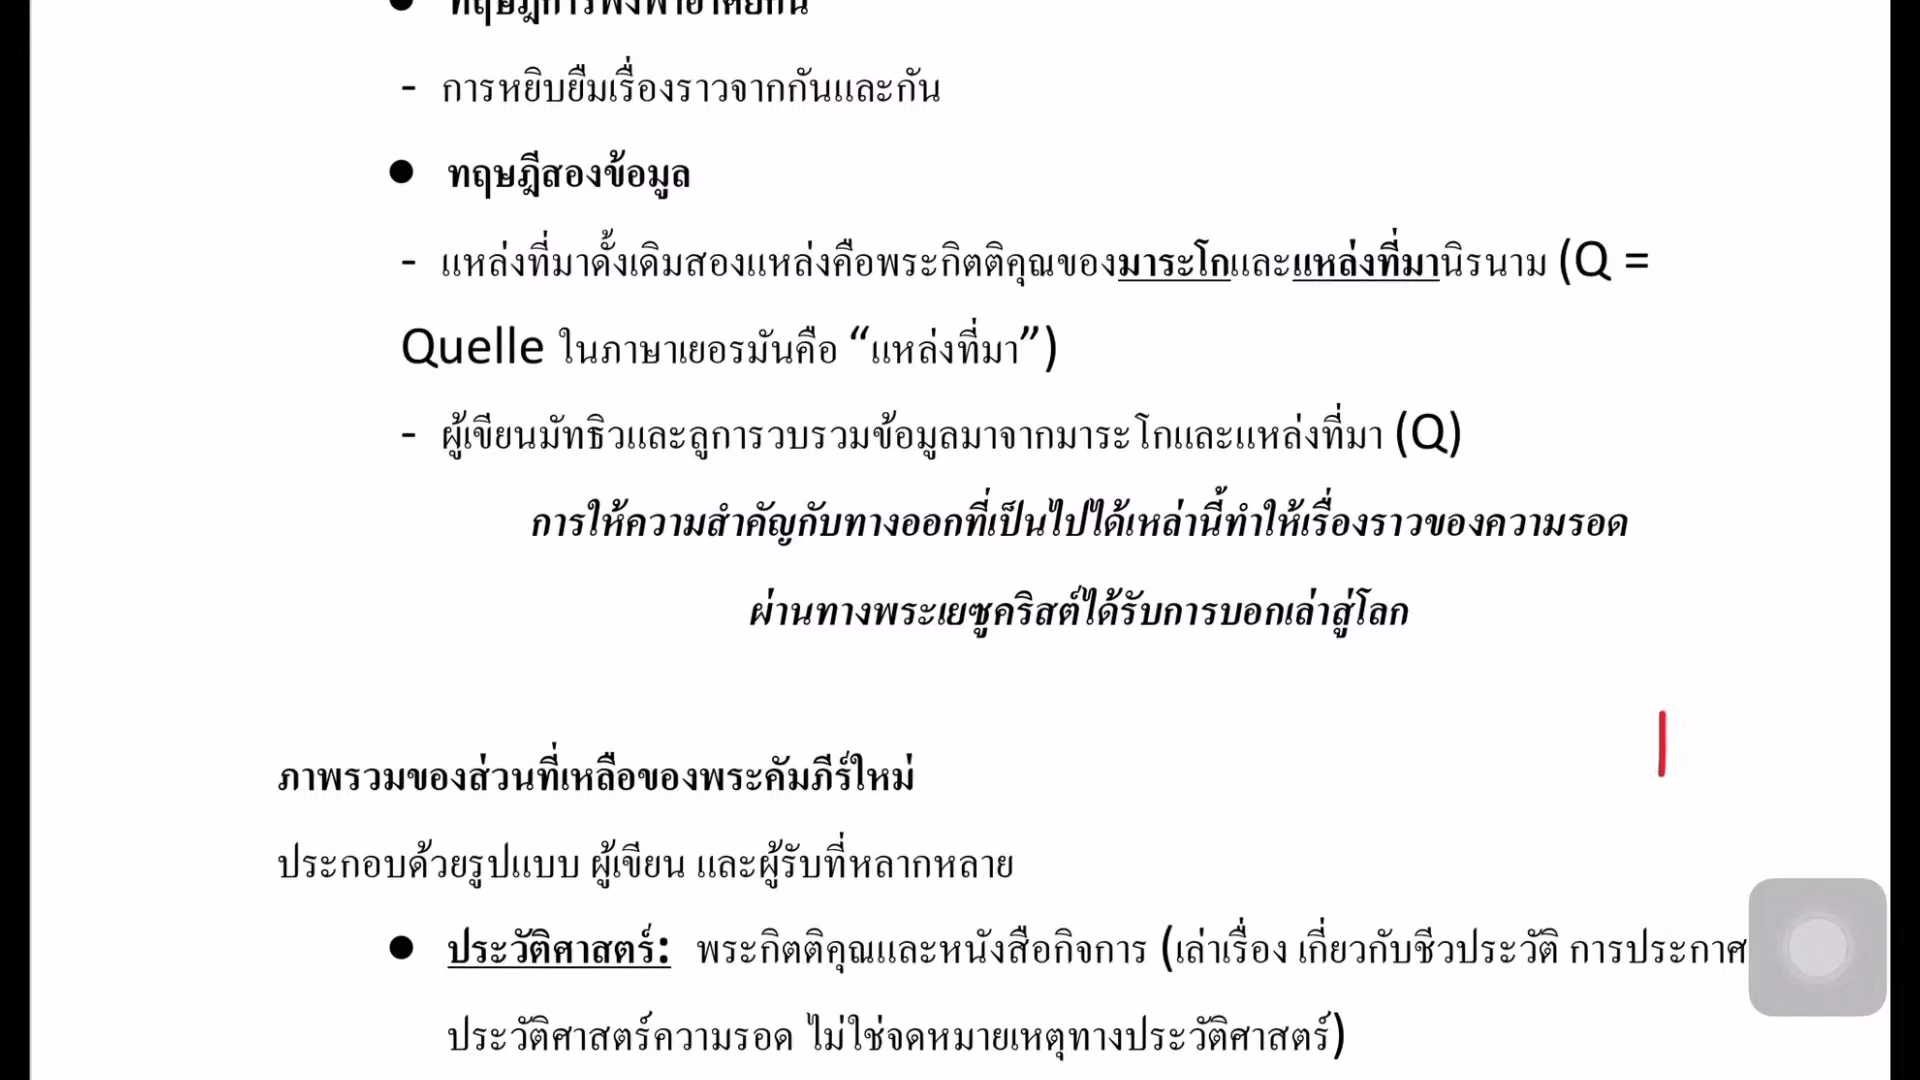 ● ทฤษฎีการพึ่งพาอาศัยกัน
- การหยิบยืมเรื่องราวจากกันและกัน
● ทฤษฎีสองข้อมูล
- แหล่งที่มาดั้งเดิมสองแหล่งคือพระกิตติคุณของมาระโกและแหล่งที่มานิรนาม (Q =
Quelle ในภาษาเยอรมันคือ “แหล่งที่มา”)
- ผู้เขียนมัทธิวและลูการวบรวมข้อมูลมาจากมาระโกและแหล่งที่มา (Q)
การให้ความสำคัญกับทางออกที่เป็นไปได้เหล่านี้ทำให้เรื่องราวของความรอด
ผ่านทางพระเยซูคริสต์ได้รับการบอกเล่าสู่โลก
ภาพรวมของส่วนที่เหลือของพระคัมภีร์ใหม่
ประกอบด้วยรูปแบบ ผู้เขียน และผู้รับที่หลากหลาย
● ประวัติศาสตร์: พระกิตติคุณและหนังสือกิจการ (เล่าเรื่อง เกี่ยวกับชีวประวัติ การประกาศ
ประวัติศาสตร์ความรอด ไม่ใช่จดหมายเหตุทางประวัติศาสตร์)